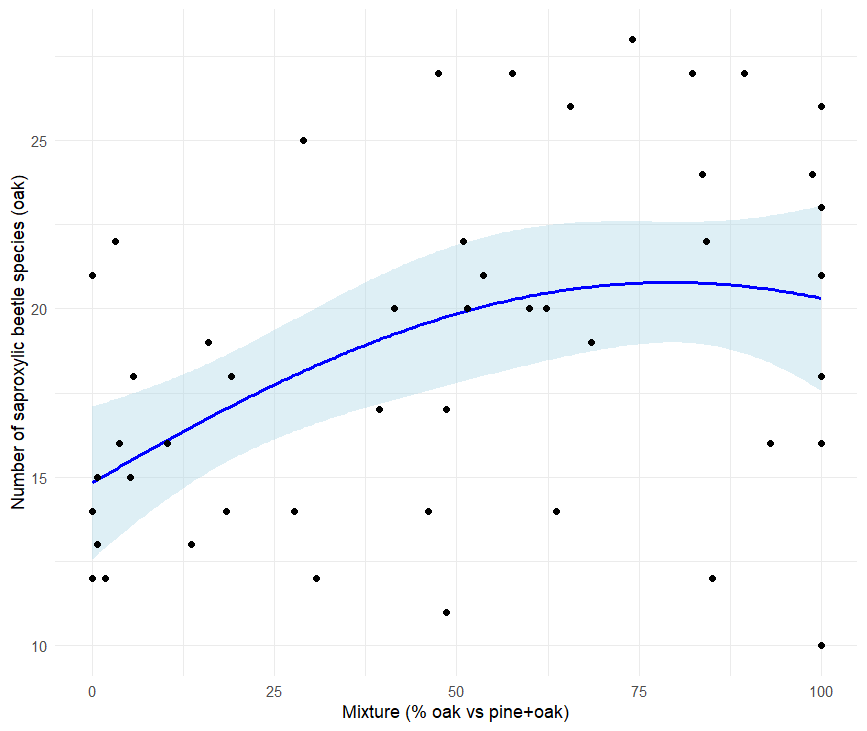 Number of saproxylic beetle species (oak)
25
20
15
10
0 25 50 75 100
Mixture (% oak vs pine+oak)